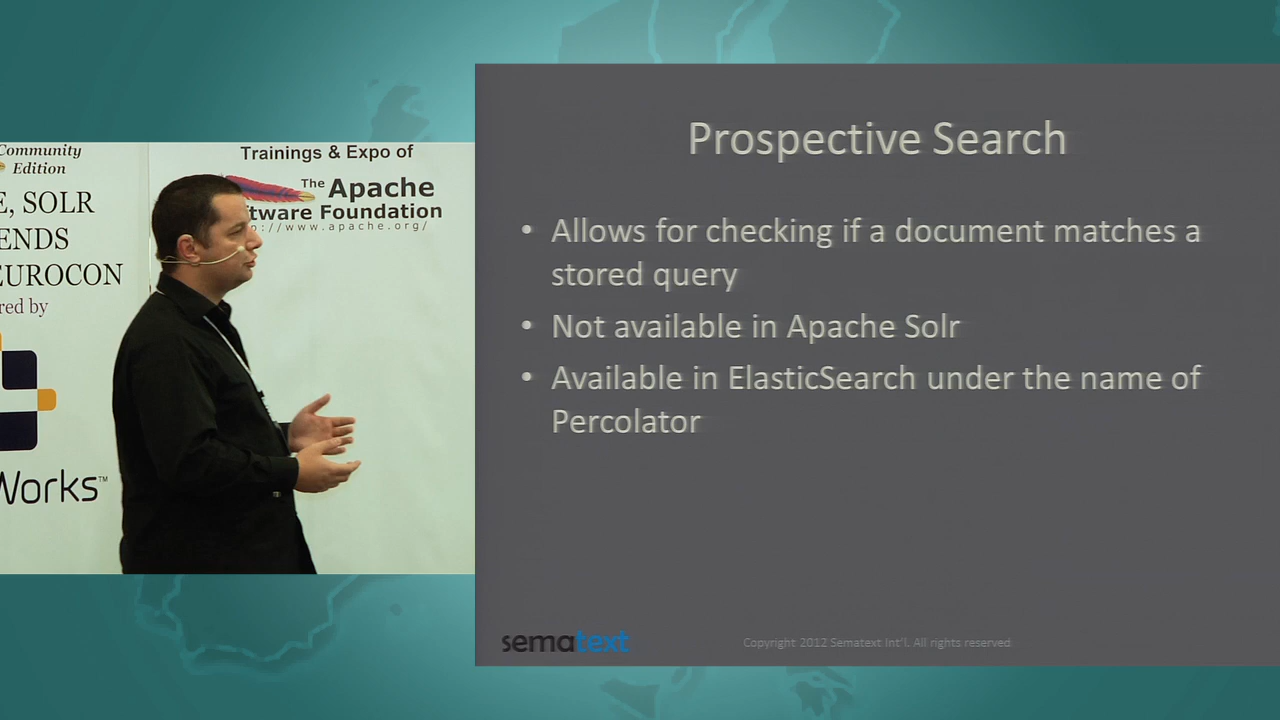 Community
Edition
E, SOLR
ENDS
EUROCON
red by
Works™
Trainings & Expo of
The Apache
tware Foundation
p://www.apache.org/
Prospective Search
• Allows for checking if a document matches a
stored query
• Not available in Apache Solr
• Available in ElasticSearch under the name of
Percolator
sematext
Copyright 2012 Sematext Int'l. All rights reserved